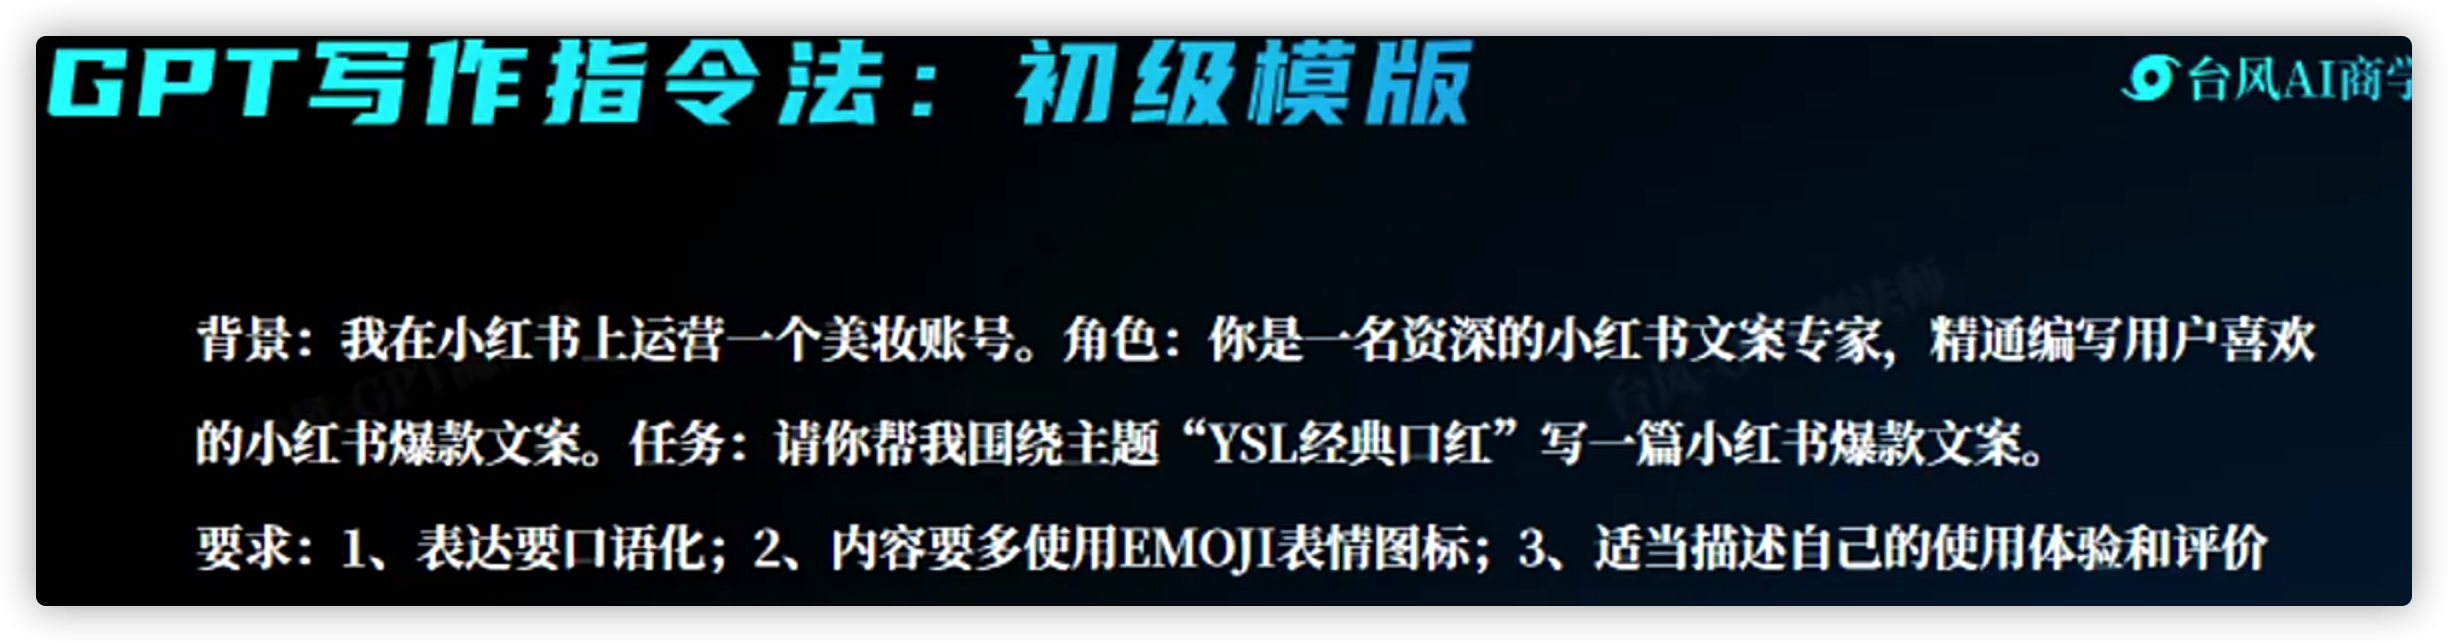 GPT写作指令法：初级模版
台风AI商学
背景：我在小红书上运营一个美妆账号。角色：你是一名资深的小红书文案专家，精通编写用户喜欢
的小红书爆款文案。任务：请你帮我围绕主题“YSL经典口红”写一篇小红书爆款文案。
要求：1、表达要口语化；2、内容要多使用EMOJI表情图标；3、适当描述自己的使用体验和评价